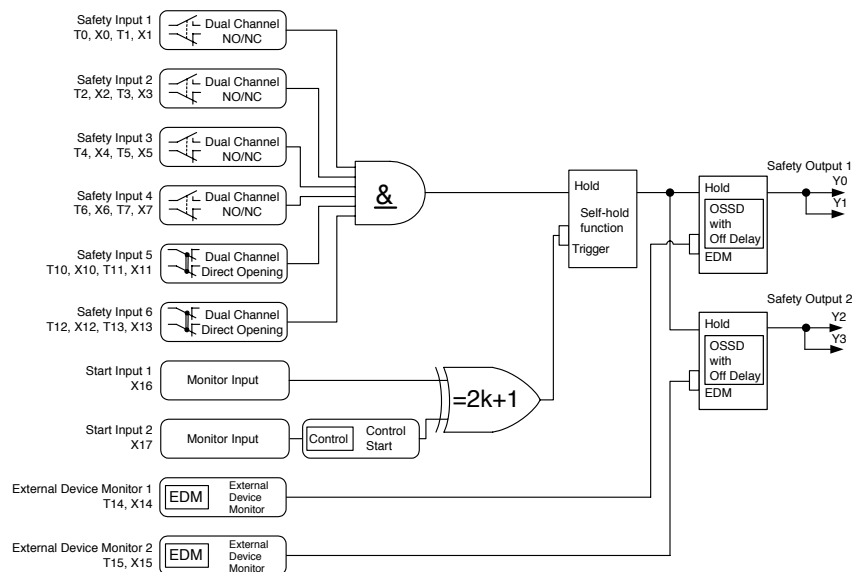 Safety Input 1
T0, X0, T1, X1
Dual Channel
NO/NC
Safety Input 2
T2, X2, T3, X3
Dual Channel
NO/NC
Safety Input 3
T4, X4, T5, X5
Dual Channel
NO/NC
Safety Input 4
T6, X6, T7, X7
Dual Channel
NO/NC
Safety Input 5
T10, X10, T11, X11
Dual Channel
Direct Opening
Safety Input 6
T12, X12, T13, X13
Dual Channel
Direct Opening
Start Input 1
X16
Monitor Input
Start Input 2
X17
Monitor Input
Control
Control
Start
External Device Monitor 1
T14, X14
EDM
External
Device
Monitor
External Device Monitor 2
T15, X15
EDM
External
Device
Monitor
&
=2k+1
Hold
Self-hold
function
Trigger
Safety Output 1
Hold
OSSD
with
Off Delay
EDM
Y0
Y1
Safety Output 2
Hold
OSSD
with
Off Delay
EDM
Y2
Y3